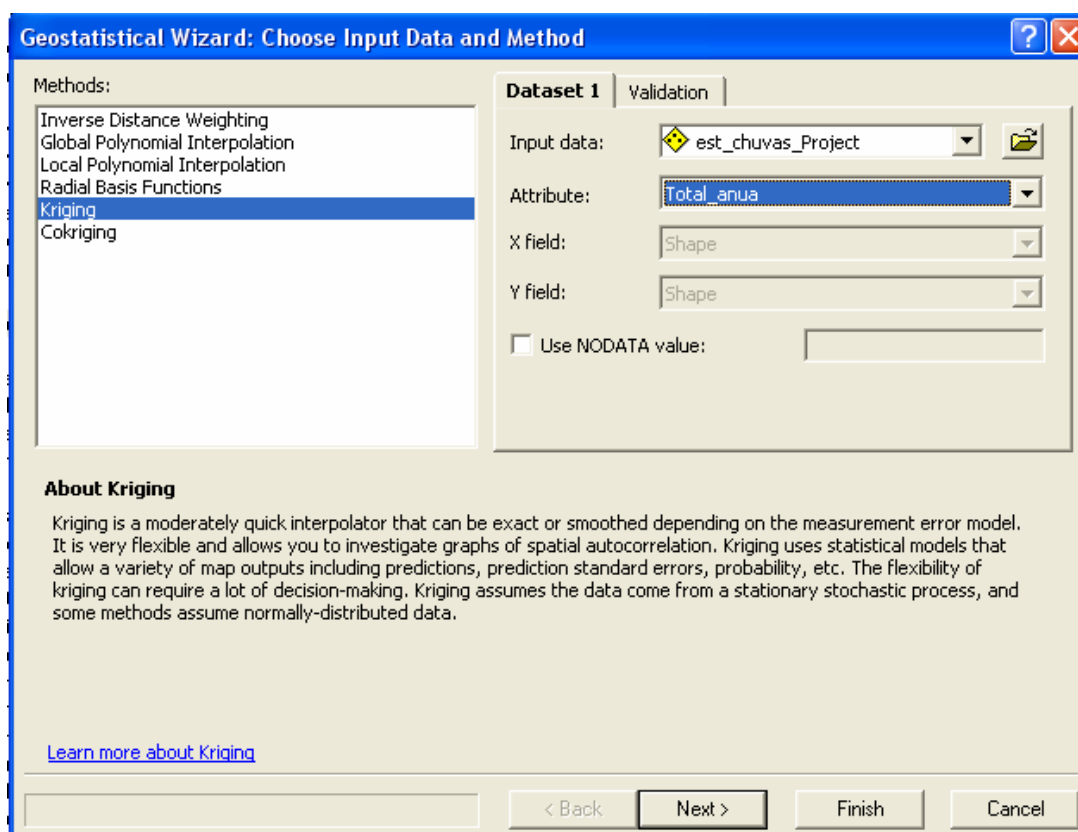 Geostatistical Wizard: Choose Input Data and Method
Methods:
Inverse Distance Weighting
Global Polynomial Interpolation
Local Polynomial Interpolation
Radial Basis Functions
Kriging
Cokriging
Dataset 1
Validation
Input data:
est_chuvas_Project
Attribute:
Total_anua
X field:
Shape
Y field:
Shape
Use NODATA value:
About Kriging
Kriging is a moderately quick interpolator that can be exact or smoothed depending on the measurement error model.
It is very flexible and allows you to investigate graphs of spatial autocorrelation. Kriging uses statistical models that
allow a variety of map outputs including predictions, prediction standard errors, probability, etc. The flexibility of
kriging can require a lot of decision-making. Kriging assumes the data come from a stationary stochastic process, and
some methods assume normally-distributed data.
Learn more about Kriging
< Back
Next >
Finish
Cancel